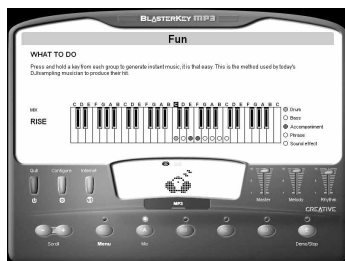 BLASTERKEY MP3
Fun
WHAT TO DO
Press and hold a key from each group to generate instant music, it is that easy. This is the method used by today's
DJ/sampling musician to produce their hit.
C D E F G A B C D E F G A B C D E F G A B C D E F G A B C
MIX
RISE
Drum
Bass
Accompaniment
Phrase
Sound effect
Quit Configure Internet
MP3
Master Melody Rhythm
CREATIVE
A
Scroll Menu Mix Demo/Stop